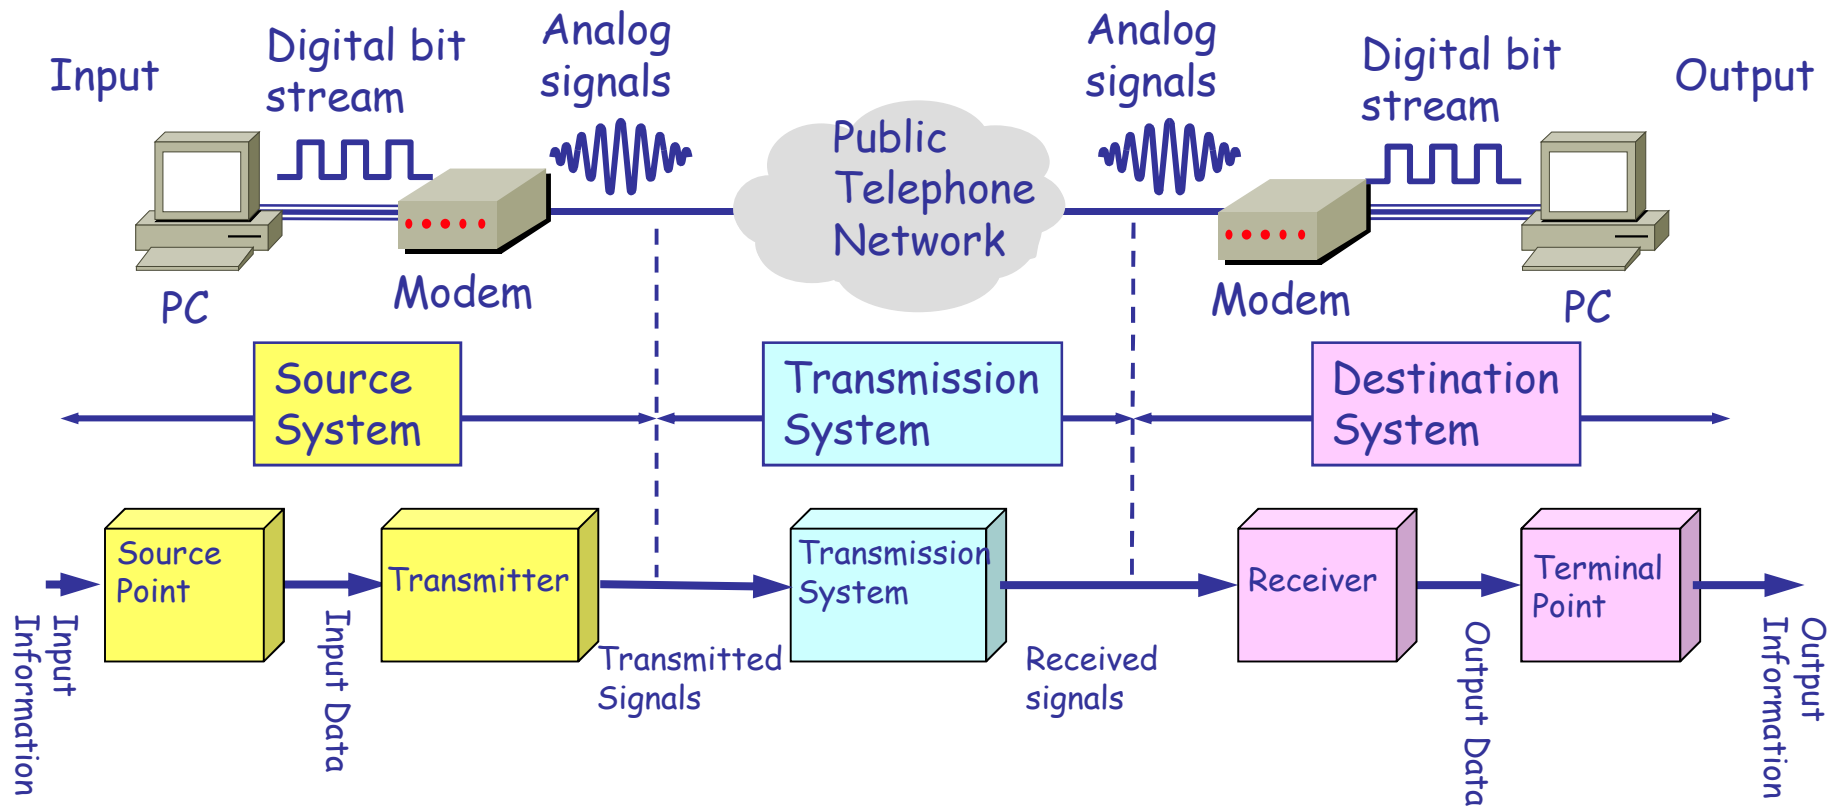 Input
Digital bit
stream
Analog
signals
Public
Telephone
Network
Analog
signals
Digital bit
stream
Output
PC
Modem
Modem
PC
Source
System
Transmission
System
Destination
System
Source
Point
Transmitter
Transmission
System
Receiver
Terminal
Point
Input
Information
Input Data
Transmitted
Signals
Received
signals
Output Data
Output
Information